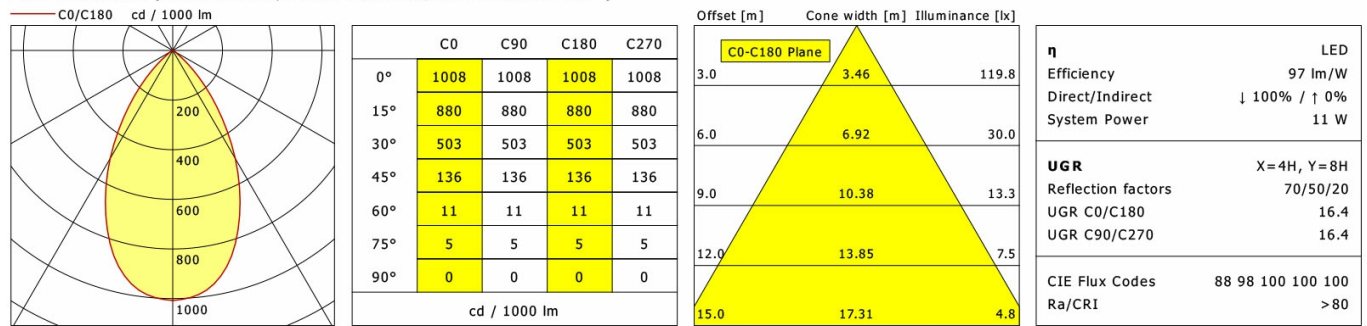 C0/C180 cd / 1000 lm
200
400
600
800
1000
C0 C90 C180 C270
0° 1008 1008 1008 1008
15° 880 880 880 880
30° 503 503 503 503
45° 136 136 136 136
60° 11 11 11 11
75° 5 5 5 5
90° 0 0 0 0
cd / 1000 lm
Offset [m] Cone width [m] Illuminance [lx]
C0-C180 Plane
3.0 3.46 119.8
6.0 6.92 30.0
9.0 10.38 13.3
12.0 13.85 7.5
15.0 17.31 4.8
η LED
Efficiency 97 lm/W
Direct/Indirect ↓ 100% / ↑ 0%
System Power 11 W
UGR X=4H, Y=8H
Reflection factors 70/50/20
UGR C0/C180 16.4
UGR C90/C270 16.4
CIE Flux Codes 88 98 100 100 100
Ra/CRI >80